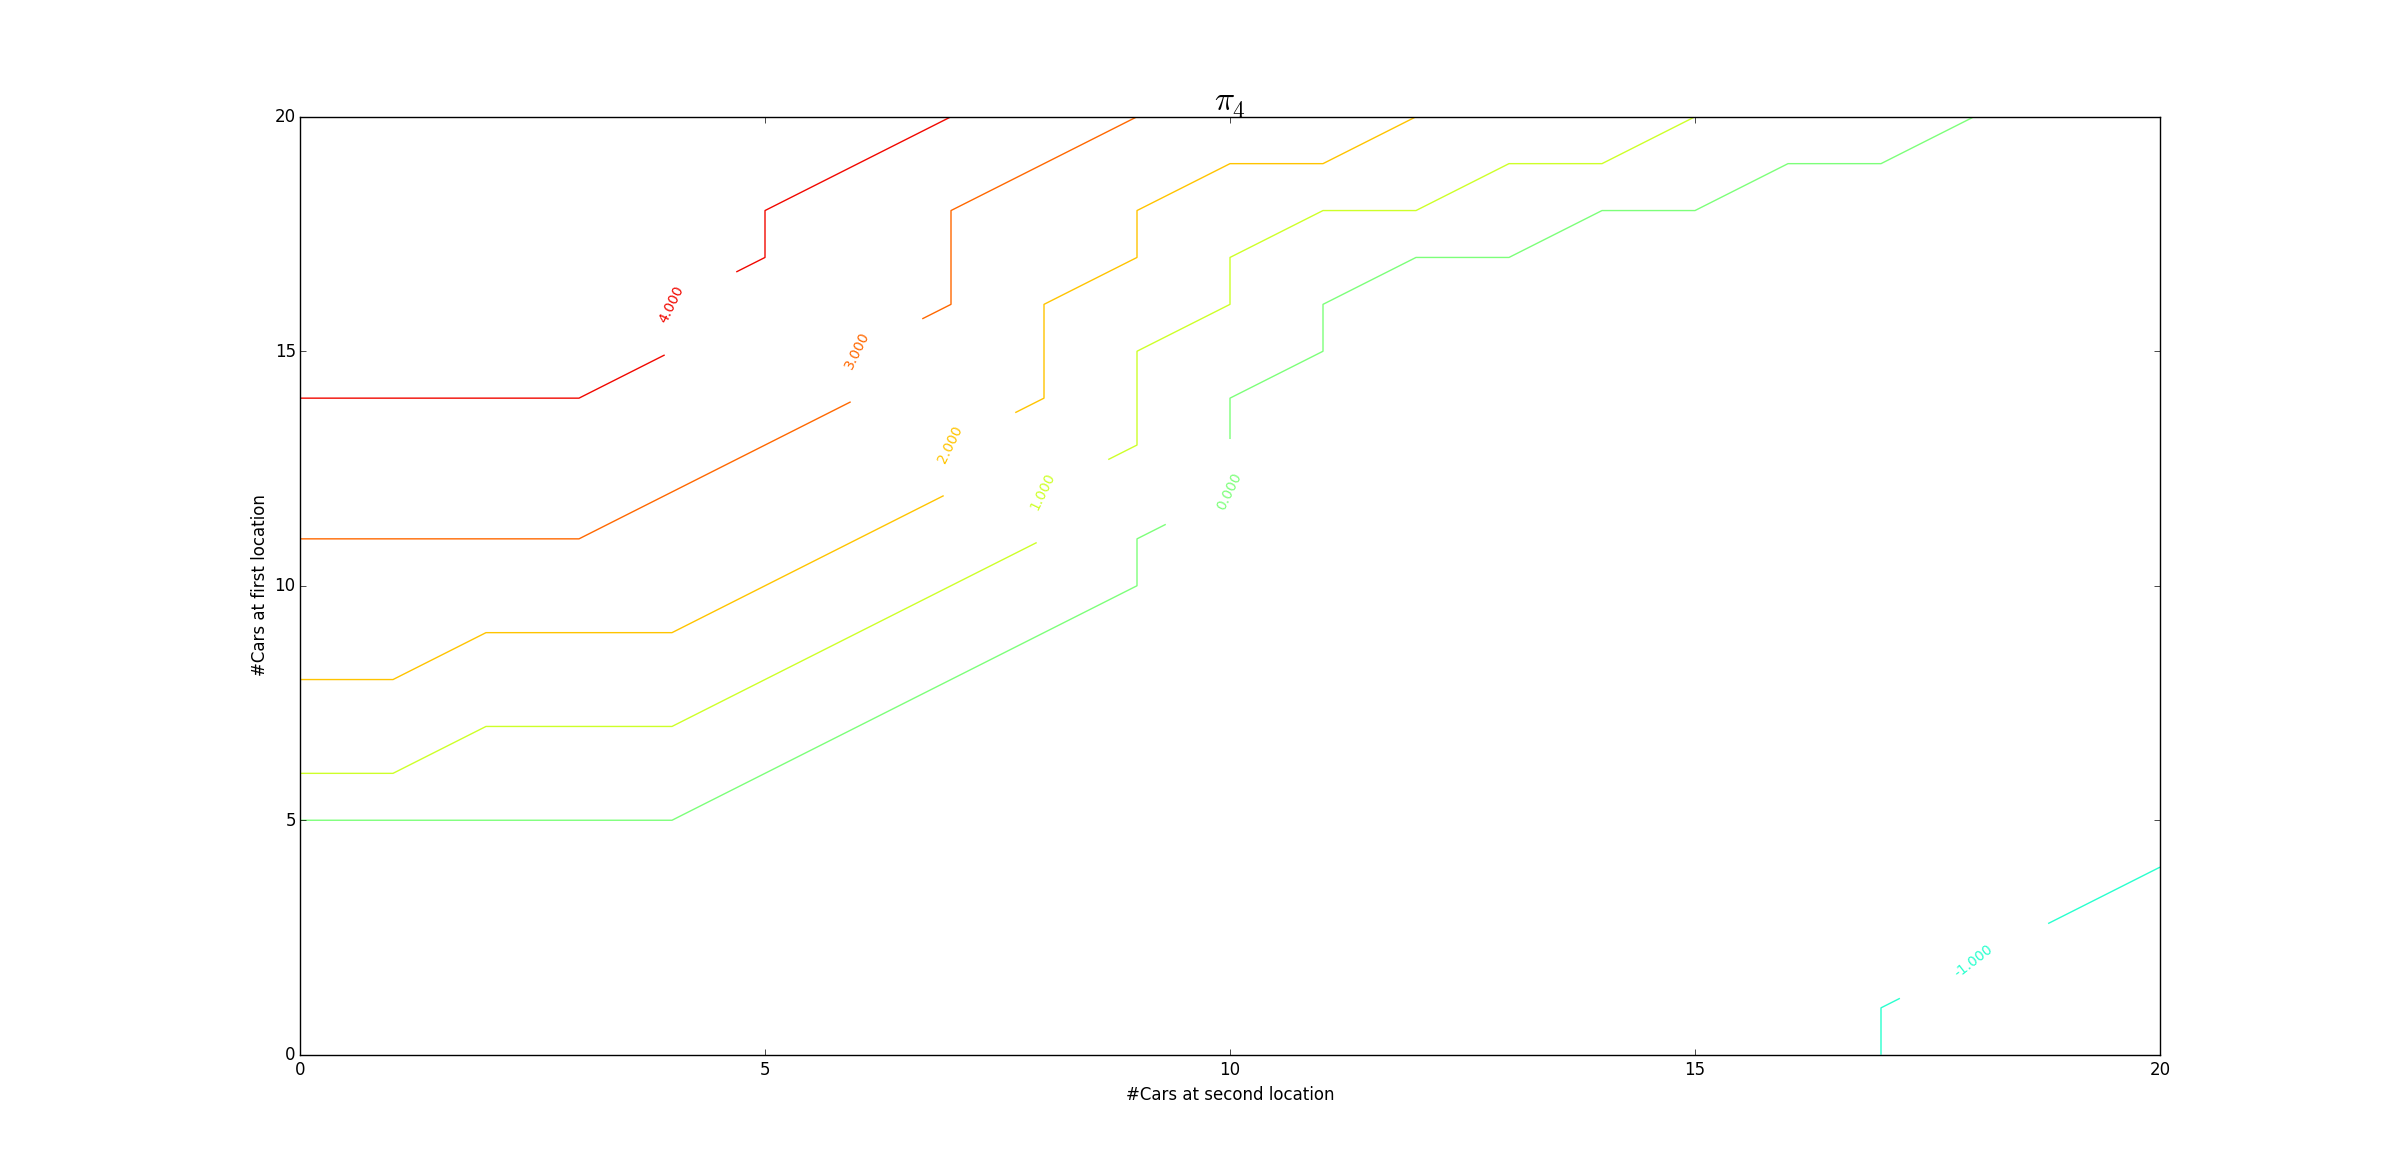 π₄
20
15
10
5
0
#Cars at first location
4.000
3.000
2.000
1.000
0.000
-1.000
0 5 10 15 20
#Cars at second location